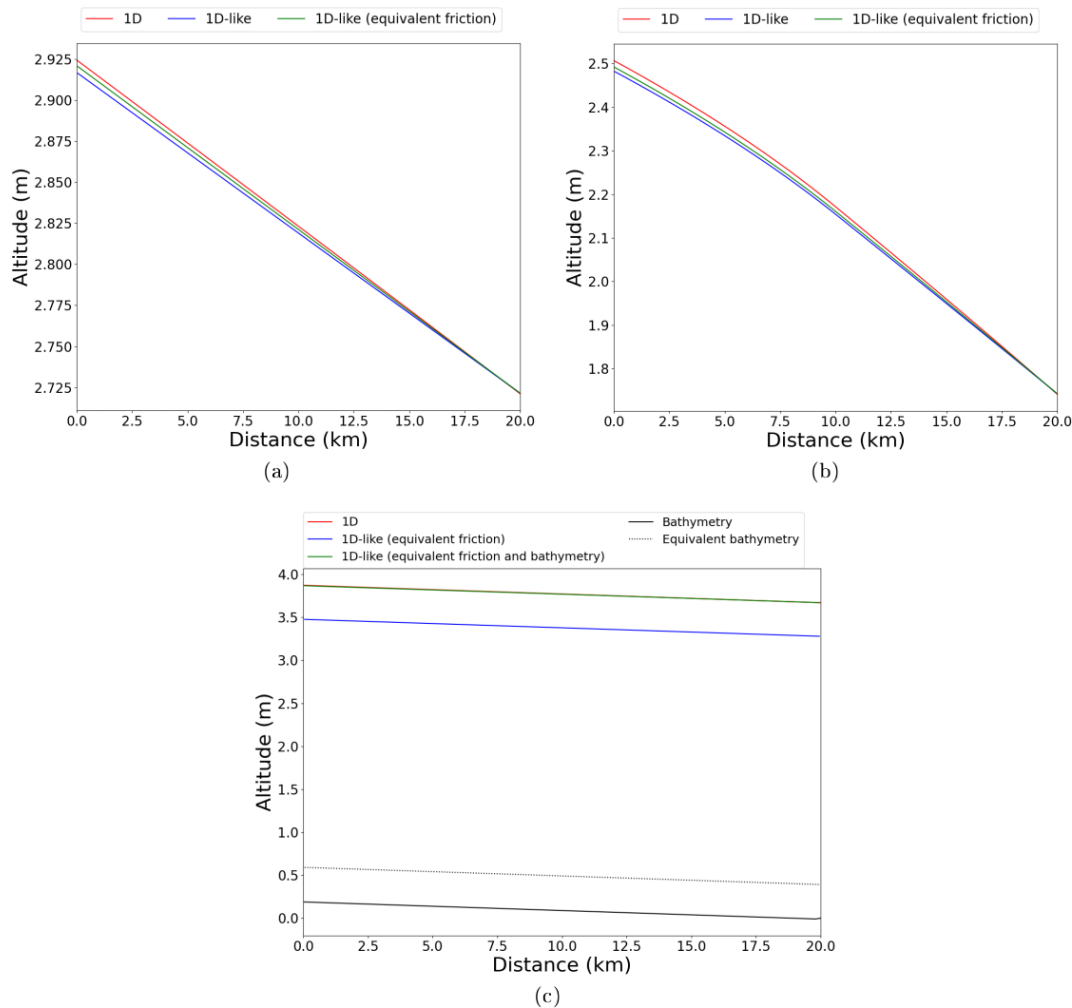 1D 1D-like 1D-like (equivalent friction)
2.925
2.900
2.875
2.850
2.825
2.800
2.775
2.750
2.725
Altitude (m)
0.0 2.5 5.0 7.5 10.0 12.5 15.0 17.5 20.0
Distance (km)
(a)
1D 1D-like 1D-like (equivalent friction)
2.5
2.4
2.3
2.2
2.1
2.0
1.9
1.8
Altitude (m)
0.0 2.5 5.0 7.5 10.0 12.5 15.0 17.5 20.0
Distance (km)
(b)
1D
1D-like (equivalent friction)
1D-like (equivalent friction and bathymetry)
Bathymetry
Equivalent bathymetry
4.0
3.5
3.0
2.5
2.0
1.5
1.0
0.5
0.0
Altitude (m)
0.0 2.5 5.0 7.5 10.0 12.5 15.0 17.5 20.0
Distance (km)
(c)